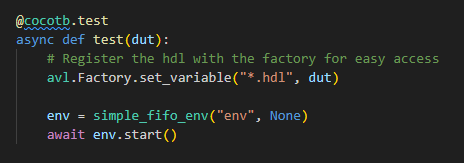 @cocotb.test
async def test(dut):
    # Register the hdl with the factory for easy access
    avl.Factory.set_variable("*.hdl", dut)
    env = simple_fifo_env("env", None)
    await env.start()